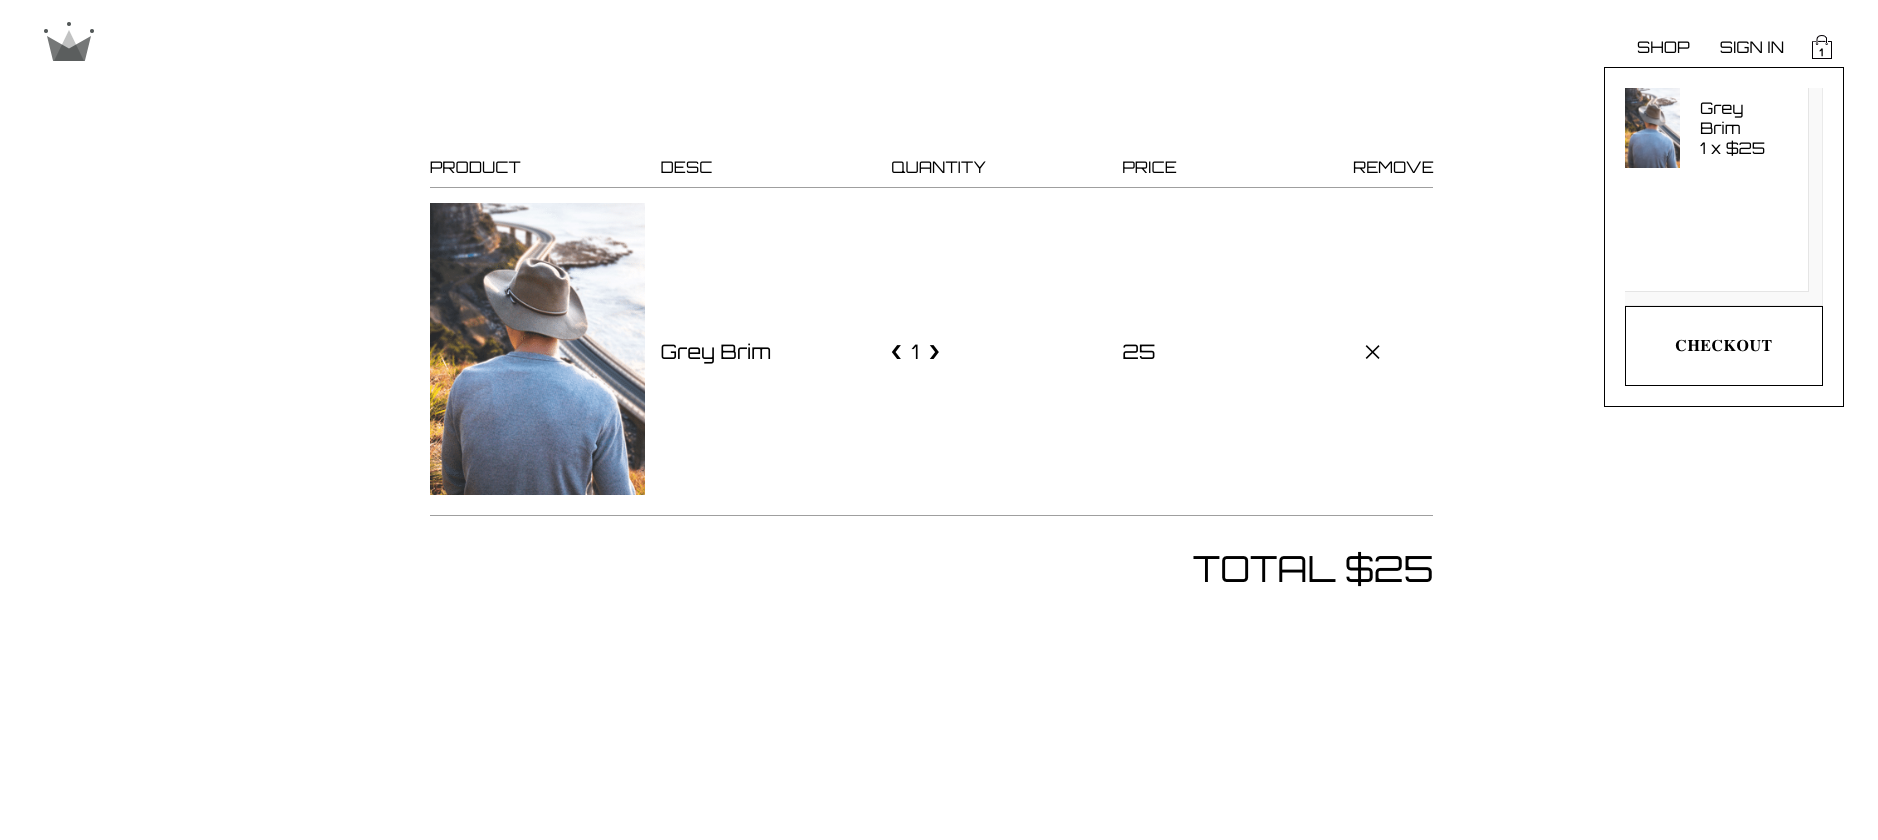 SHOP SIGN IN 1
Grey
Brim
1 x $25
CHECKOUT
PRODUCT DESC QUANTITY PRICE REMOVE
Grey Brim ❮ 1 ❯ 25 ✕
TOTAL $25